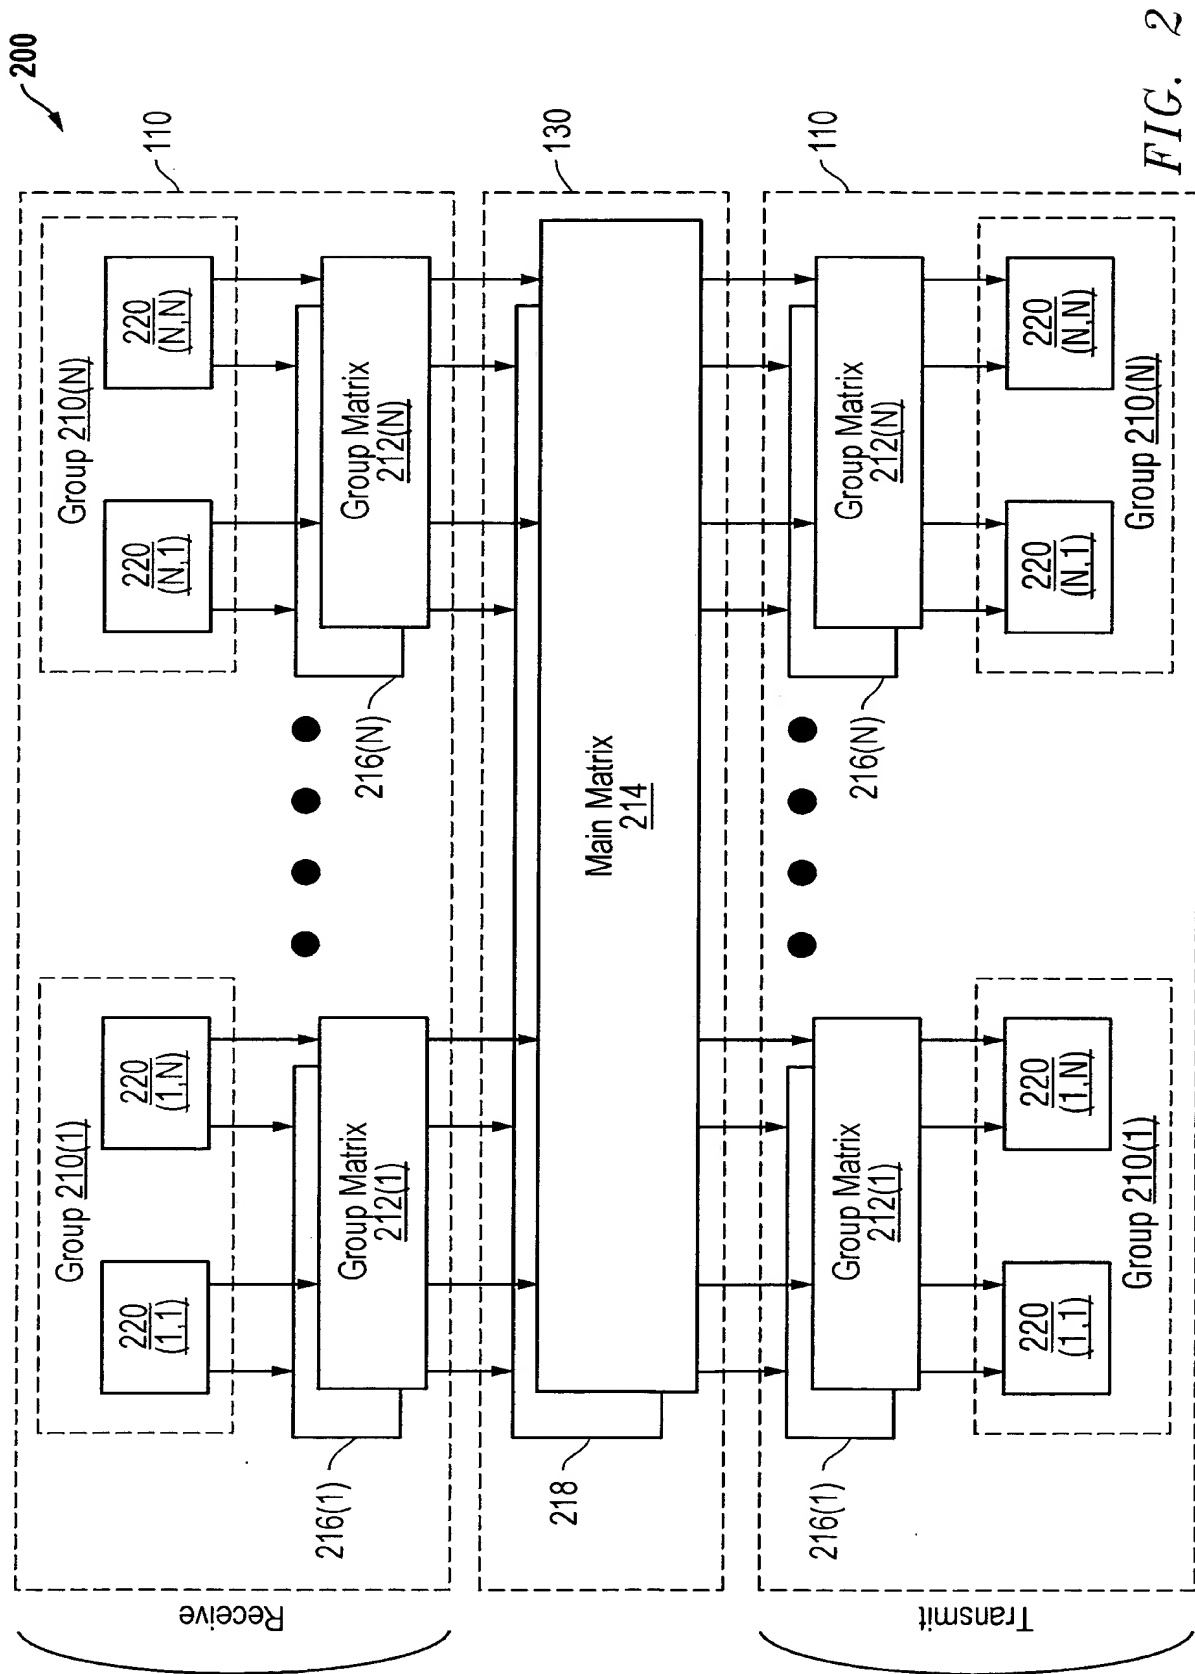 200
110
Group 210(1)
220
(1,1)
220
(1,N)
Group 210(N)
220
(N,1)
220
(N,N)
Receive
216(1)
Group Matrix
212(1)
216(N)
Group Matrix
212(N)
130
218
Main Matrix
214
110
Transmit
216(1)
Group Matrix
212(1)
216(N)
Group Matrix
212(N)
220
(1,1)
220
(1,N)
Group 210(1)
220
(N,1)
220
(N,N)
Group 210(N)
FIG. 2